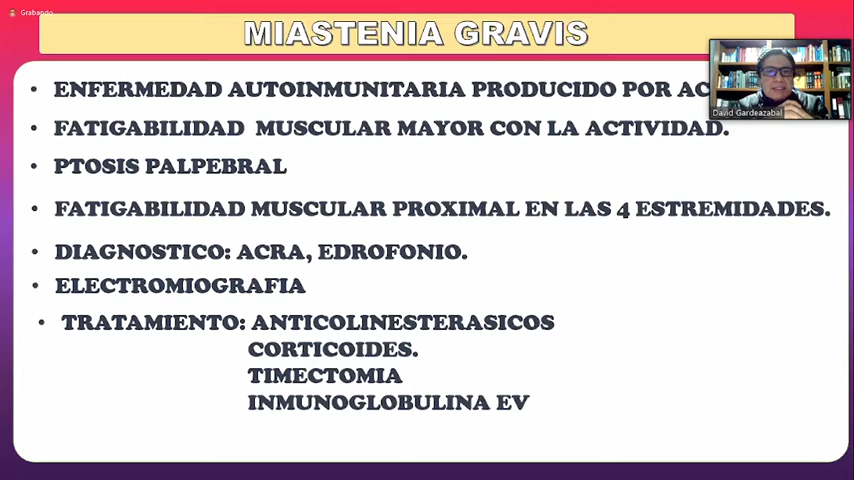 Grabando
MIASTENIA GRAVIS
• ENFERMEDAD AUTOINMUNITARIA PRODUCIDO POR
• FATIGABILIDAD MUSCULAR MAYOR CON LA ACTIVIDAD.
David Gardeazabal
• PTOSIS PALPEBRAL
• FATIGABILIDAD MUSCULAR PROXIMAL EN LAS 4 ESTREMIDADES.
• DIAGNOSTICO: ACRA, EDROFONIO.
• ELECTROMIOGRAFIA
• TRATAMIENTO: ANTICOLINESTERASICOS
CORTICOIDES.
TIMECTOMIA
INMUNOGLOBULINA EV